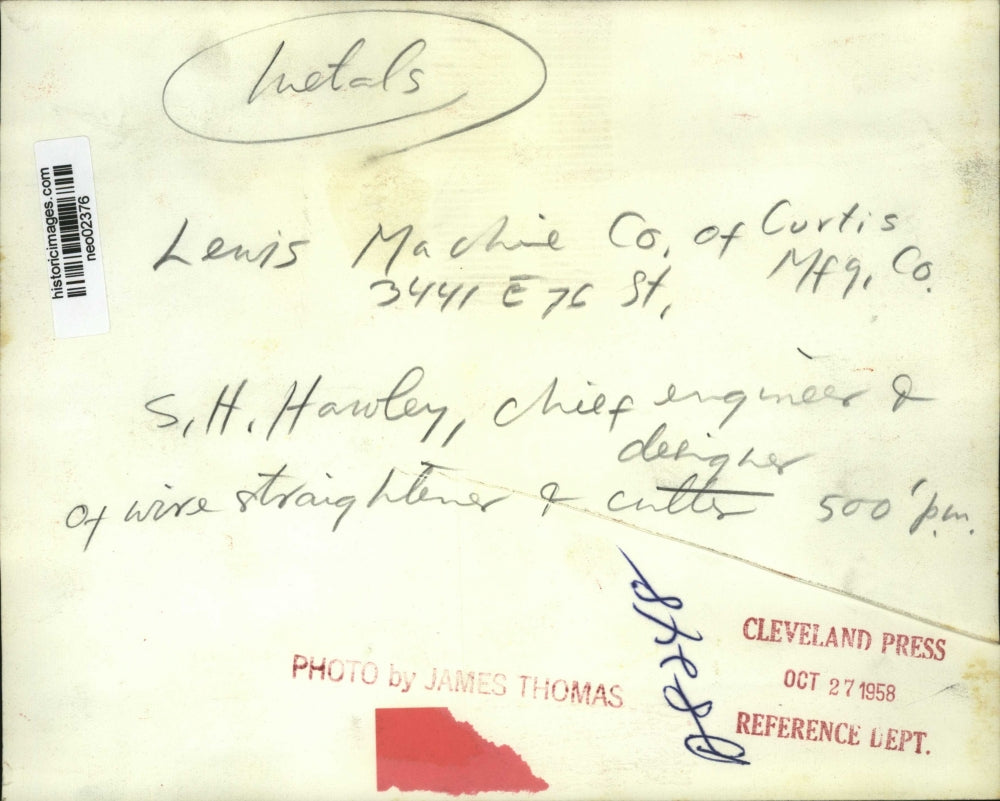 Metals
historicimages.com
neo02376
Lewis Machine Co. of Curtis
Mfg. Co.
3441 E 76 St.
S. H. Hawley, chief engineer &
designer
of wire straightener & cutter 500' p.m.
PHOTO by JAMES THOMAS
CLEVELAND PRESS
OCT 27 1958
REFERENCE DEPT.